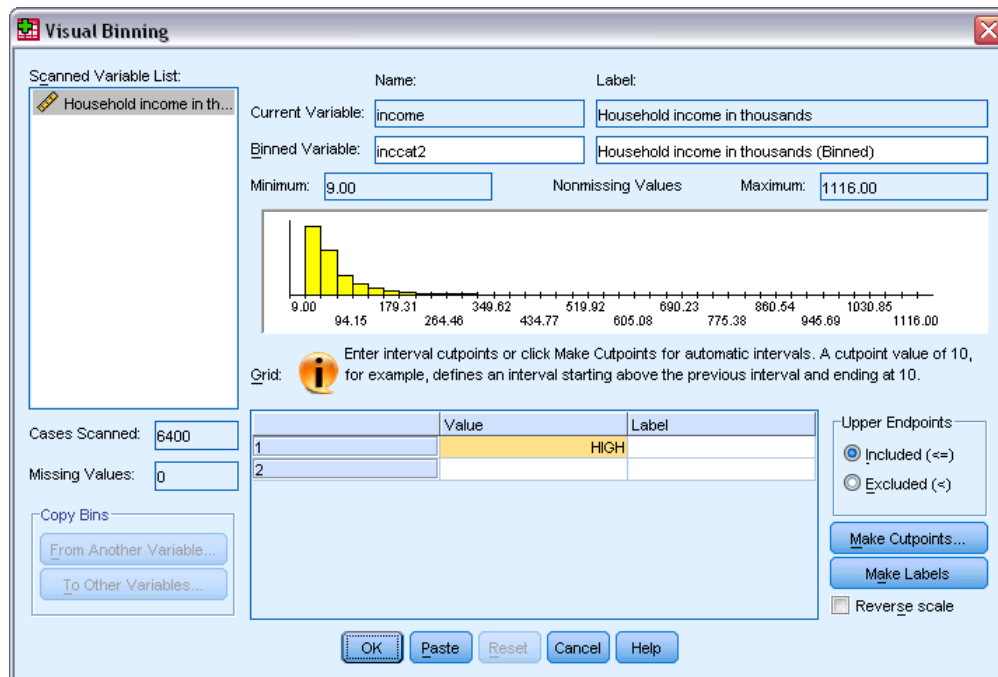 Visual Binning
Scanned Variable List:
Household income in th...
Name:
Label:
Current Variable:
income
Household income in thousands
Binned Variable:
inccat2
Household income in thousands (Binned)
Minimum:
9.00
Nonmissing Values
Maximum:
1116.00
9.00 179.31 349.62 519.92 690.23 860.54 1030.85
94.15 264.46 434.77 605.08 775.38 945.69 1116.00
Grid:
Enter interval cutpoints or click Make Cutpoints for automatic intervals. A cutpoint value of 10,
for example, defines an interval starting above the previous interval and ending at 10.
Value Label
1 HIGH
2
Cases Scanned:
6400
Missing Values:
0
Copy Bins
From Another Variable...
To Other Variables...
Upper Endpoints
Included (<=)
Excluded (<)
Make Cutpoints...
Make Labels
Reverse scale
OK
Paste
Reset
Cancel
Help